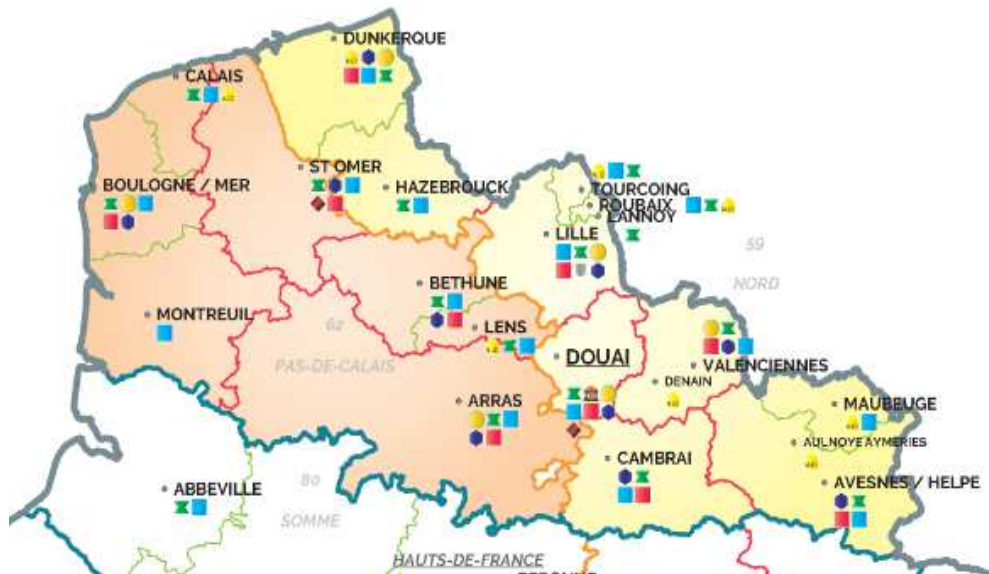 DUNKERQUE
CALAIS
ST OMER
BOULOGNE / MER
HAZEBROUCK
TOURCOING
ROUBAIX
LANNOY
LILLE
59
NORD
BETHUNE
MONTREUIL
62
LENS
PAS-DE-CALAIS
DOUAI
VALENCIENNES
DENAIN
ARRAS
MAUBEUGE
AULNOYE AYMERIES
CAMBRAI
AVESNES / HELPE
ABBEVILLE
80
SOMME
HAUTS-DE-FRANCE